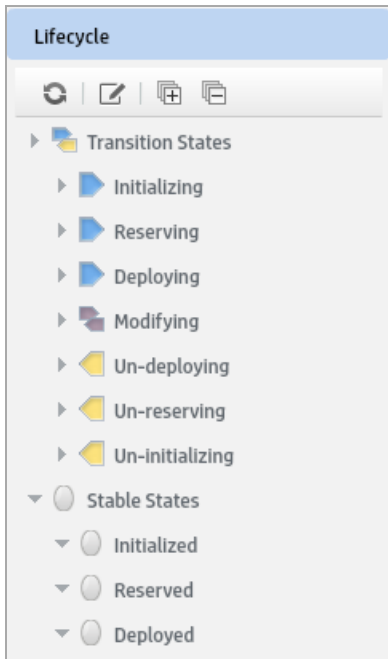 Lifecycle
Transition States
Initializing
Reserving
Deploying
Modifying
Un-deploying
Un-reserving
Un-initializing
Stable States
Initialized
Reserved
Deployed